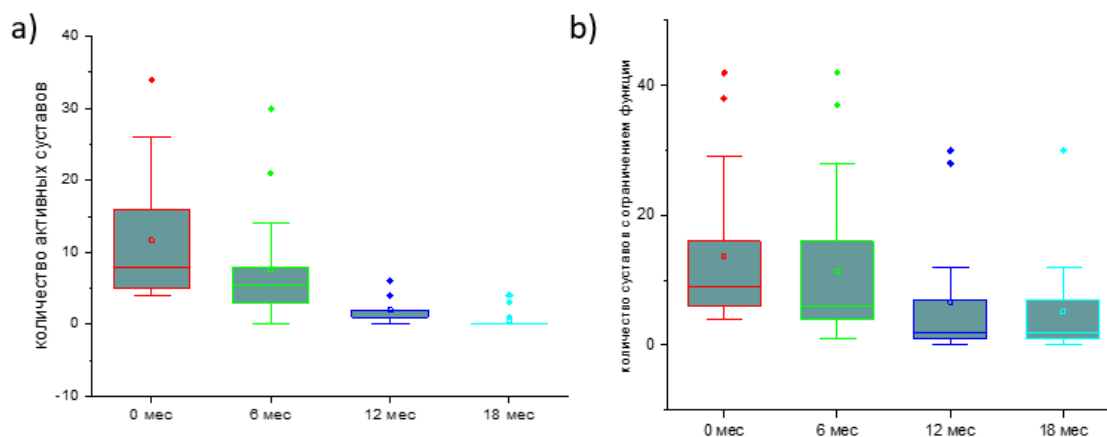 a)
количество активных суставов
40
30
20
10
0
-10
0 мес 6 мес 12 мес 18 мес
b)
количество суставов с ограничением функции
40
20
0
0 мес 6 мес 12 мес 18 мес